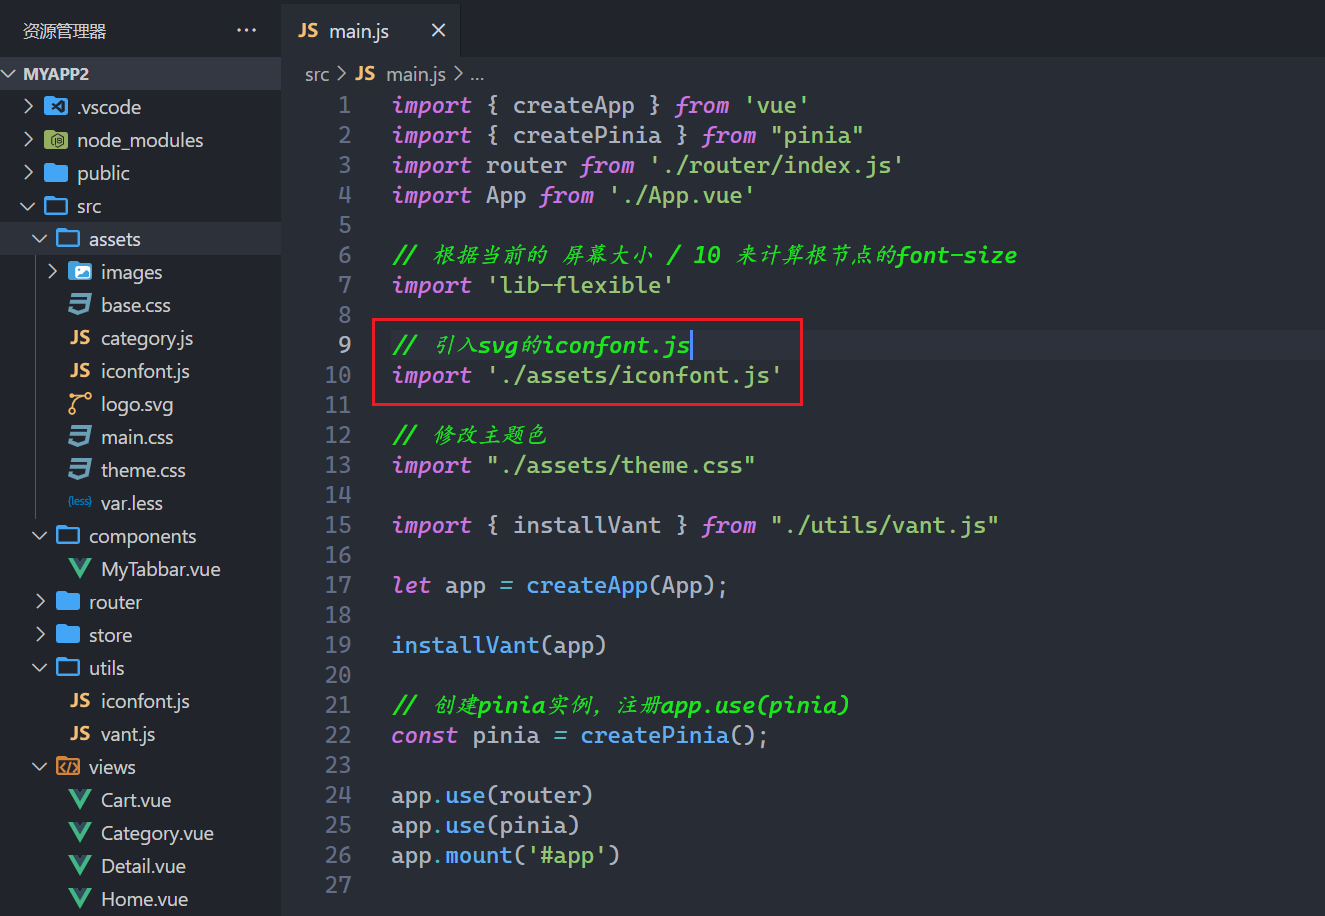 资源管理器
···
MYAPP2
.vscode
node_modules
public
src
assets
images
base.css
JS category.js
JS iconfont.js
logo.svg
main.css
theme.css
{less} var.less
components
MyTabbar.vue
router
store
utils
JS iconfont.js
JS vant.js
views
Cart.vue
Category.vue
Detail.vue
Home.vue
JS main.js ×
src > JS main.js > ...
1 import { createApp } from 'vue'
2 import { createPinia } from "pinia"
3 import router from './router/index.js'
4 import App from './App.vue'
5
6 // 根据当前的 屏幕大小 / 10 来计算根节点的font-size
7 import 'lib-flexible'
8
9 // 引入svg的iconfont.js
10 import './assets/iconfont.js'
11
12 // 修改主题色
13 import "./assets/theme.css"
14
15 import { installVant } from "./utils/vant.js"
16
17 let app = createApp(App);
18
19 installVant(app)
20
21 // 创建pinia实例，注册app.use(pinia)
22 const pinia = createPinia();
23
24 app.use(router)
25 app.use(pinia)
26 app.mount('#app')
27